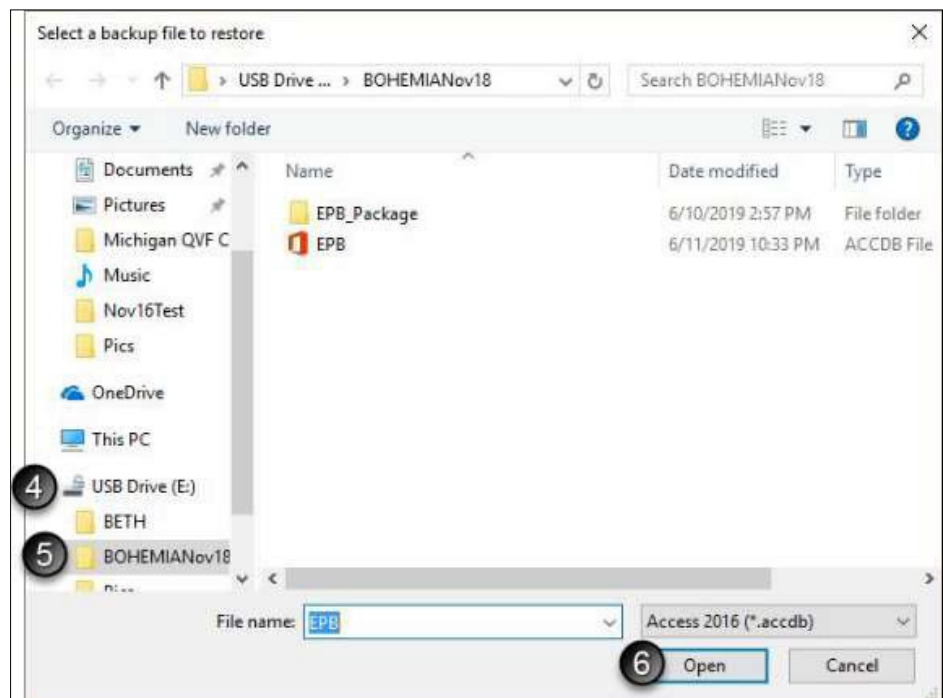 Select a backup file to restore
USB Drive ... > BOHEMIANov18
Search BOHEMIANov18
Organize New folder
Name Date modified Type
Documents
Pictures
Michigan QVF C
Music
Nov16Test
Pics
OneDrive
This PC
4 USB Drive (E:)
BETH
5 BOHEMIANov18
EPB_Package 6/10/2019 2:57 PM File folder
EPB 6/11/2019 10:33 PM ACCDB File
File name: EPB Access 2016 (*.accdb)
6 Open Cancel